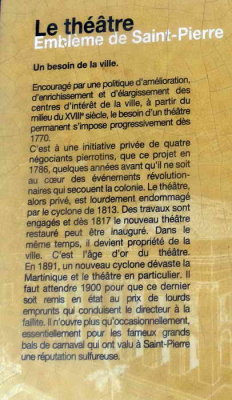 Le théâtre
Emblème de Saint-Pierre
Un besoin de la ville.
Encouragé par une politique d'amélioration,
d'enrichissement et d'élargissement des
centres d'intérêt de la ville, à partir du
milieu du XVIIIᵉ siècle, le besoin d'un théâtre
permanent s'impose progressivement dès
1770.
C'est à une initiative privée de quatre
négociants pierrotins, que ce projet en
1786, quelques années avant qu'il ne soit
au cœur des événements révolution-
naires qui secouent la colonie. Le théâtre,
alors privé, est lourdement endommagé
par le cyclone de 1813. Des travaux sont
engagés et dès 1817 le nouveau théâtre
restauré peut être inauguré. Dans le
même temps, il devient propriété de la
ville. C'est l'âge d'or du théâtre.
En 1891, un nouveau cyclone dévaste la
Martinique et le théâtre en particulier. Il
faut attendre 1900 pour que ce dernier
soit remis en état au prix de lourds
emprunts qui conduisent le directeur à la
faillite. Il n'ouvre plus qu'occasionnellement,
essentiellement pour les fameux grands
bals de carnaval qui ont valu à Saint-Pierre
une réputation sulfureuse.